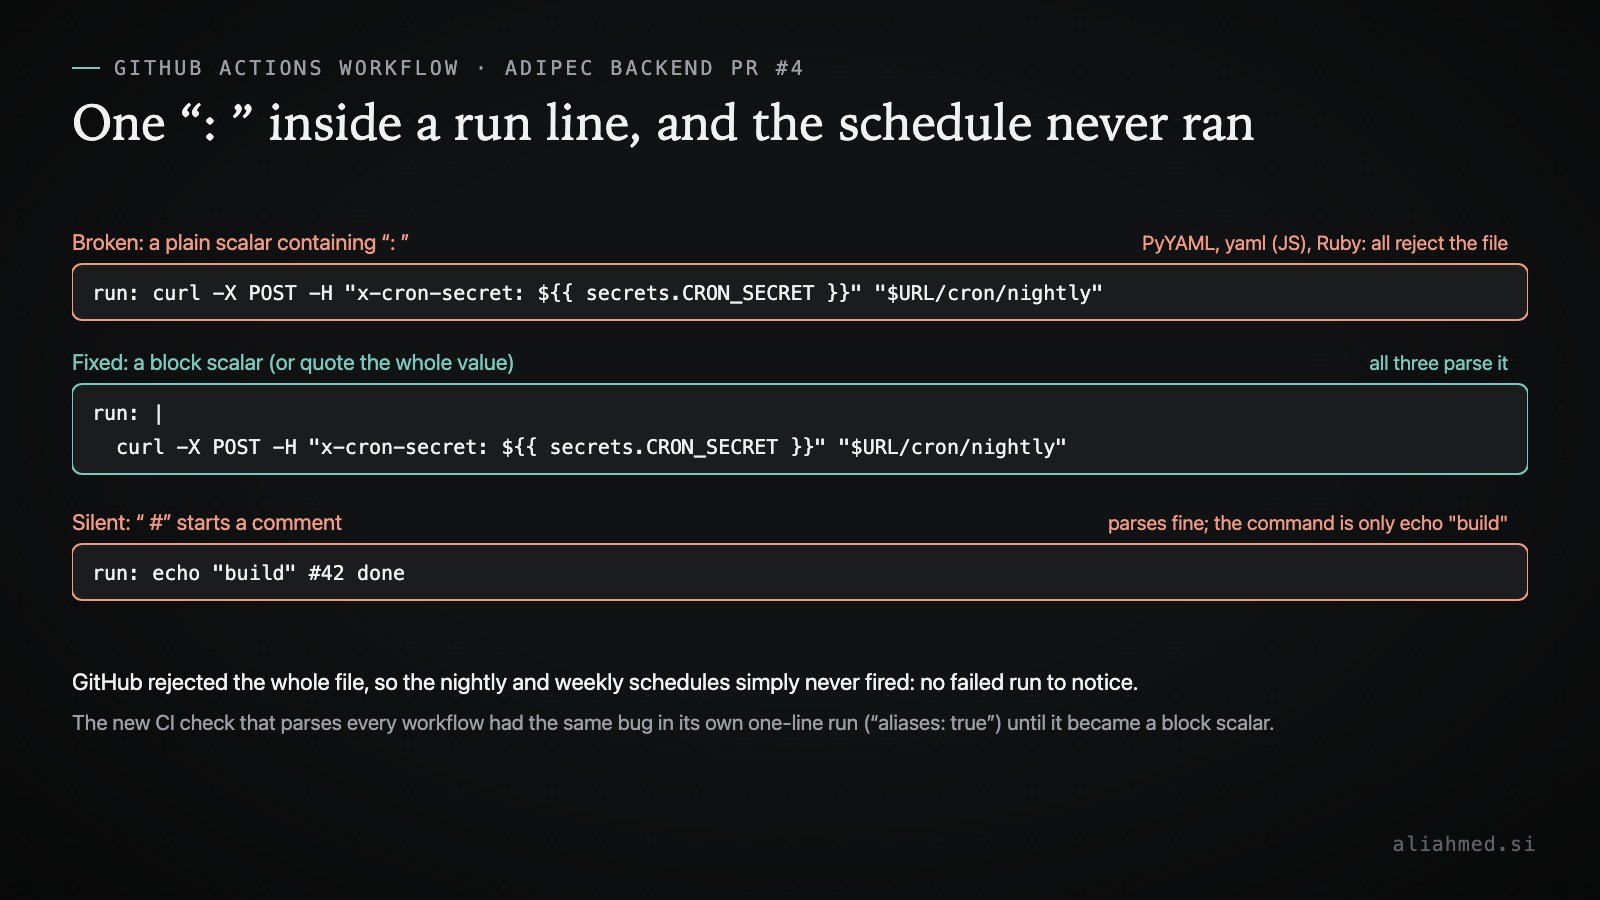 GITHUB ACTIONS WORKFLOW · ADIPEC BACKEND PR #4
One “: ” inside a run line, and the schedule never ran
Broken: a plain scalar containing “: ”
PyYAML, yaml (JS), Ruby: all reject the file
run: curl -X POST -H "x-cron-secret: ${{ secrets.CRON_SECRET }}" "$URL/cron/nightly"
Fixed: a block scalar (or quote the whole value)
all three parse it
run: |
  curl -X POST -H "x-cron-secret: ${{ secrets.CRON_SECRET }}" "$URL/cron/nightly"
Silent: “ #” starts a comment
parses fine; the command is only echo "build"
run: echo "build" #42 done
GitHub rejected the whole file, so the nightly and weekly schedules simply never fired: no failed run to notice.
The new CI check that parses every workflow had the same bug in its own one-line run (“aliases: true”) until it became a block scalar.
aliahmed.si